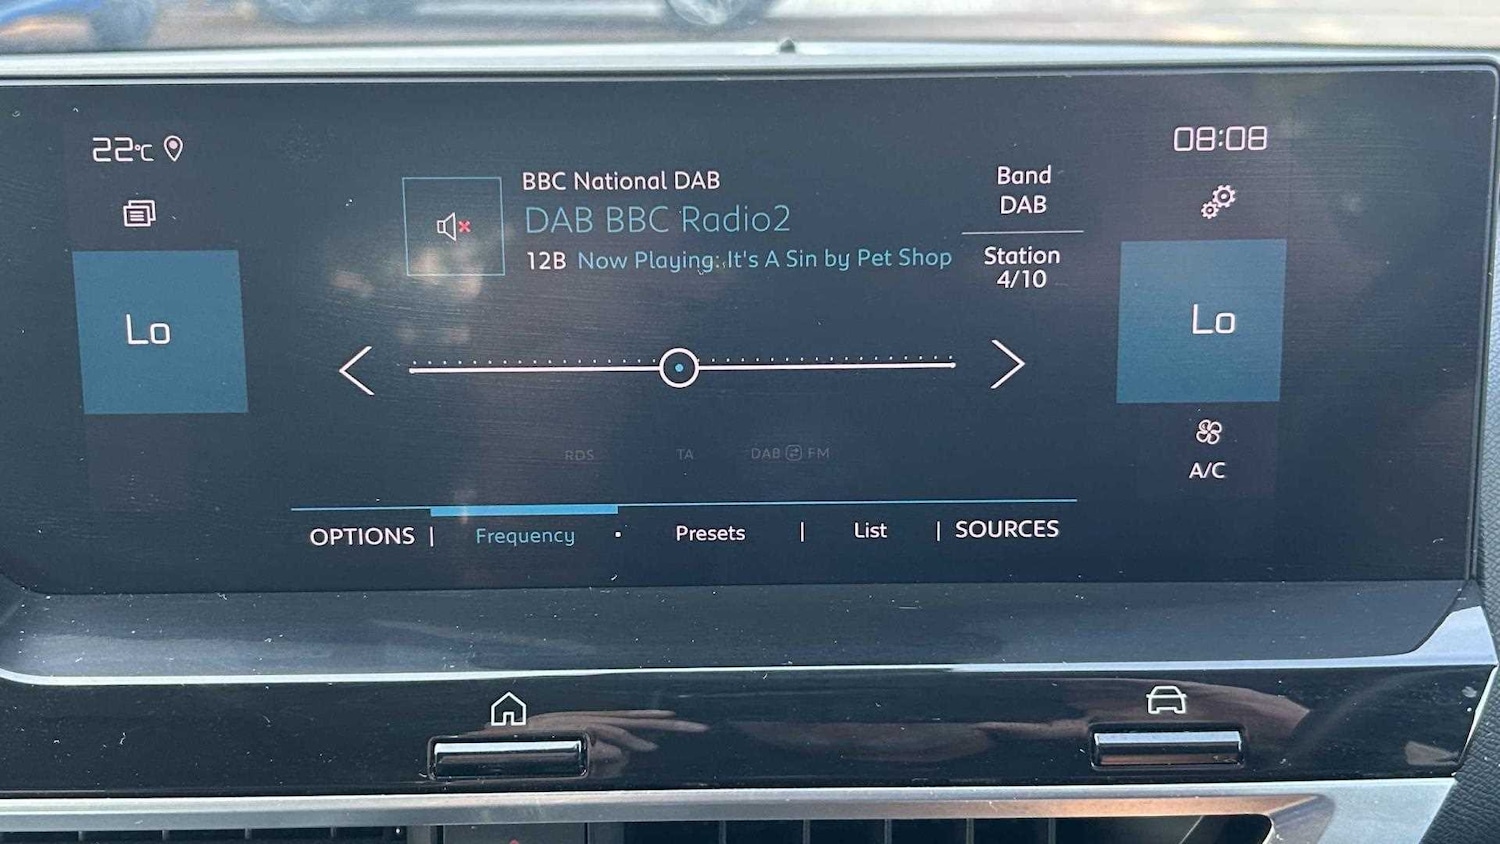 22°C
08:08
BBC National DAB
DAB BBC Radio2
12B Now Playing: It's A Sin by Pet Shop
Band
DAB
Station
4/10
Lo
Lo
RDS
TA
DAB FM
A/C
OPTIONS | Frequency · Presets | List | SOURCES